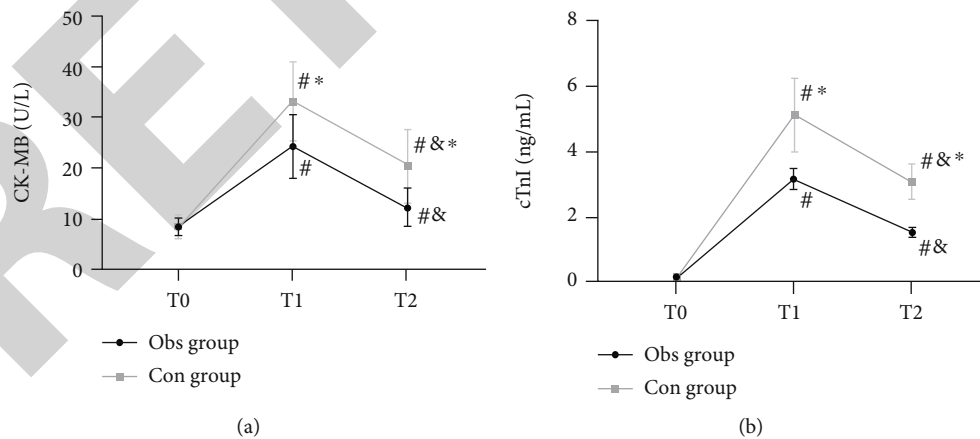 50
40
30
20
10
0
CK-MB (U/L)
# *
#
# & *
# &
T0 T1 T2
Obs group
Con group
(a)
8
6
4
2
0
cTnI (ng/mL)
# *
#
# & *
# &
T0 T1 T2
Obs group
Con group
(b)